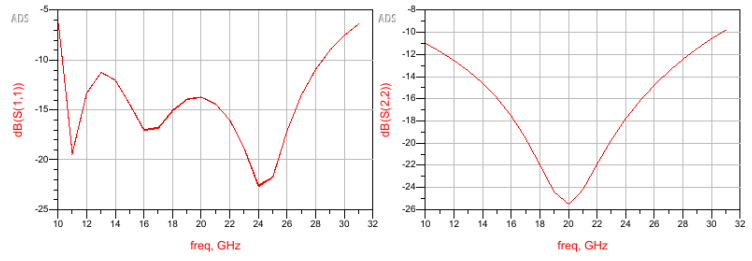 ADS
dB(S(1,1))
-5
-10
-15
-20
-25
10 12 14 16 18 20 22 24 26 28 30 32
freq, GHz
ADS
dB(S(2,2))
-8
-10
-12
-14
-16
-18
-20
-22
-24
-26
10 12 14 16 18 20 22 24 26 28 30 32
freq, GHz